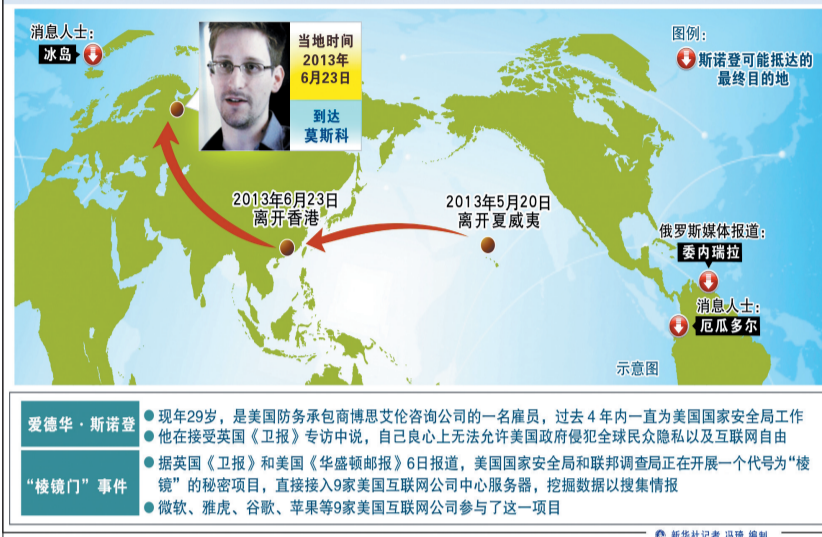 消息人士：
冰岛
当地时间
2013年
6月23日
到达
莫斯科
图例：
斯诺登可能抵达的
最终目的地
2013年6月23日
离开香港
2013年5月20日
离开夏威夷
俄罗斯媒体报道：
委内瑞拉
消息人士：
厄瓜多尔
示意图
爱德华·斯诺登
●现年29岁，是美国防务承包商博思艾伦咨询公司的一名雇员，过去4年内一直为美国国家安全局工作
●他在接受英国《卫报》专访中说，自己良心上无法允许美国政府侵犯全球民众隐私以及互联网自由
“棱镜门”事件
●据英国《卫报》和美国《华盛顿邮报》6日报道，美国国家安全局和联邦调查局正在开展一个代号为“棱
镜”的秘密项目，直接接入9家美国互联网公司中心服务器，挖掘数据以搜集情报
●微软、雅虎、谷歌、苹果等9家美国互联网公司参与了这一项目
新华社记者 冯琦 编制